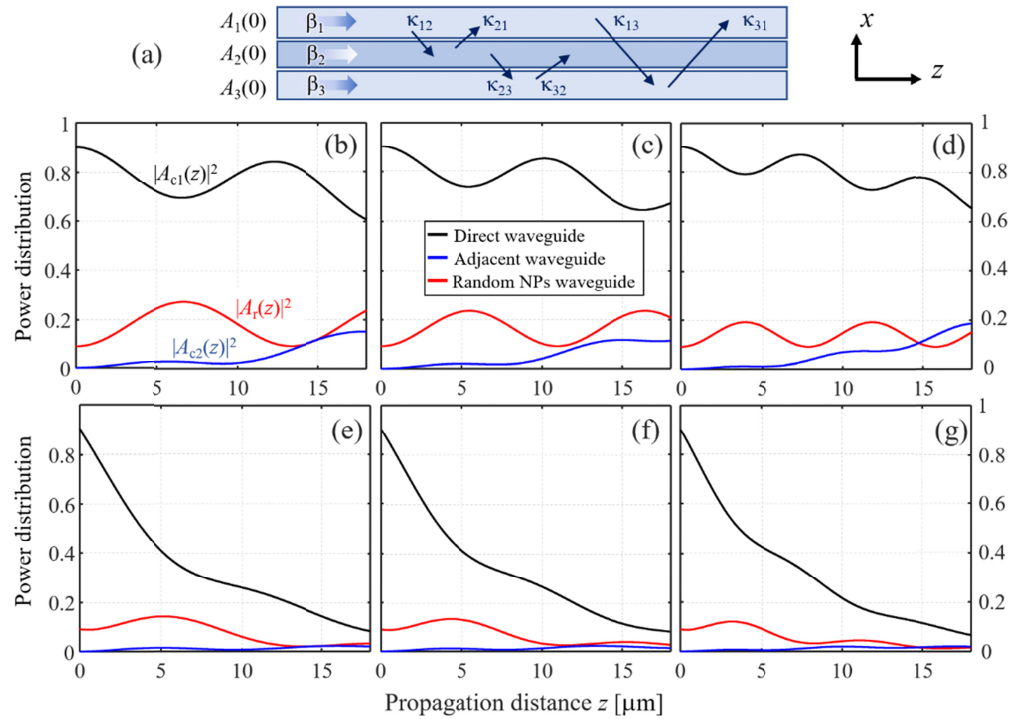 (a)
A1(0) β1 κ12 κ21 κ13 κ31
A2(0) β2
A3(0) β3 κ23 κ32
x
z
Power distribution
1
0.8
0.6
0.4
0.2
0
(b)
|Ac1(z)|²
|Ar(z)|²
|Ac2(z)|²
0 5 10 15
(c)
Direct waveguide
Adjacent waveguide
Random NPs waveguide
0 5 10 15
(d)
1
0.8
0.6
0.4
0.2
0
0 5 10 15
Power distribution
0.8
0.6
0.4
0.2
0
(e)
0 5 10 15
(f)
0 5 10 15
(g)
1
0.8
0.6
0.4
0.2
0
0 5 10 15
Propagation distance z [μm]